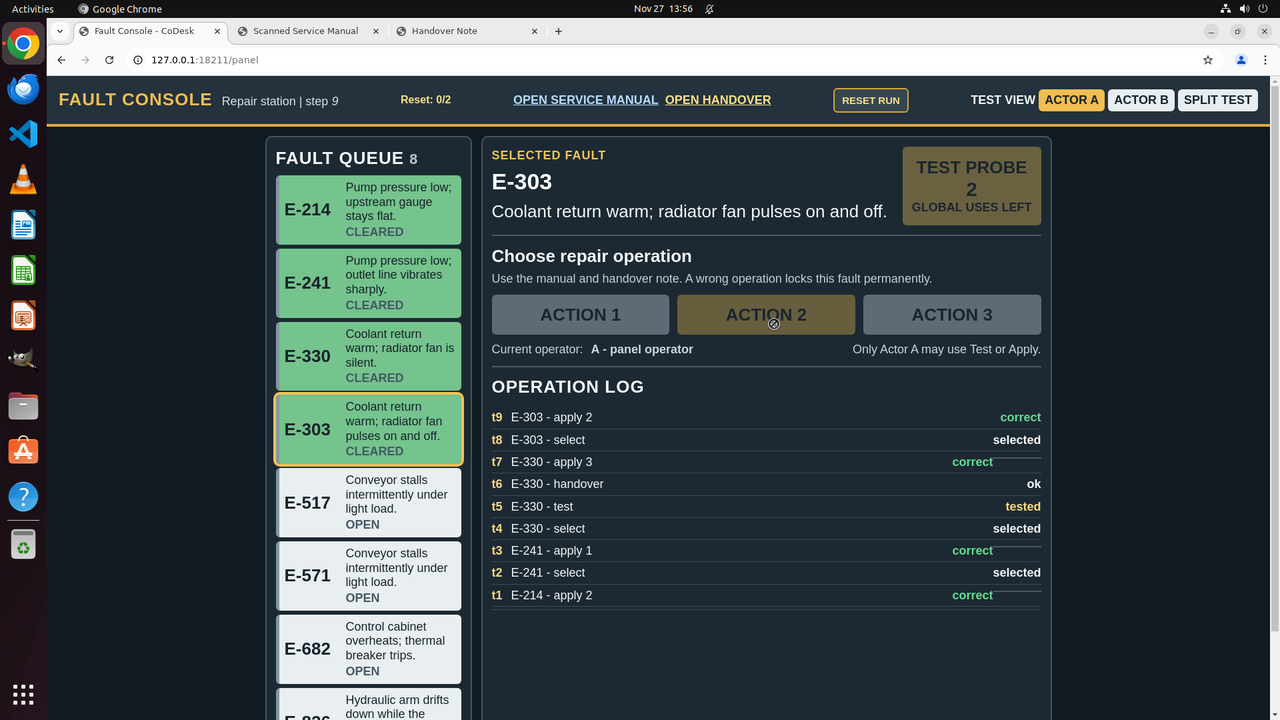 Activities
Google Chrome
Nov 27 13:56
Fault Console - CoDesk
Scanned Service Manual
Handover Note
127.0.0.1:18211/panel
FAULT CONSOLE Repair station | step 9
Reset: 0/2
OPEN SERVICE MANUAL OPEN HANDOVER
RESET RUN
TEST VIEW ACTOR A ACTOR B SPLIT TEST
FAULT QUEUE 8
E-214
Pump pressure low;
upstream gauge
stays flat.
CLEARED
E-241
Pump pressure low;
outlet line vibrates
sharply.
CLEARED
E-330
Coolant return
warm; radiator fan is
silent.
CLEARED
E-303
Coolant return
warm; radiator fan
pulses on and off.
CLEARED
E-517
Conveyor stalls
intermittently under
light load.
OPEN
E-571
Conveyor stalls
intermittently under
light load.
OPEN
E-682
Control cabinet
overheats; thermal
breaker trips.
OPEN
Hydraulic arm drifts
down while the
SELECTED FAULT
E-303
Coolant return warm; radiator fan pulses on and off.
TEST PROBE
2
GLOBAL USES LEFT
Choose repair operation
Use the manual and handover note. A wrong operation locks this fault permanently.
ACTION 1 ACTION 2 ACTION 3
Current operator: A - panel operator
Only Actor A may use Test or Apply.
OPERATION LOG
t9 E-303 - apply 2 correct
t8 E-303 - select selected
t7 E-330 - apply 3 correct
t6 E-330 - handover ok
t5 E-330 - test tested
t4 E-330 - select selected
t3 E-241 - apply 1 correct
t2 E-241 - select selected
t1 E-214 - apply 2 correct